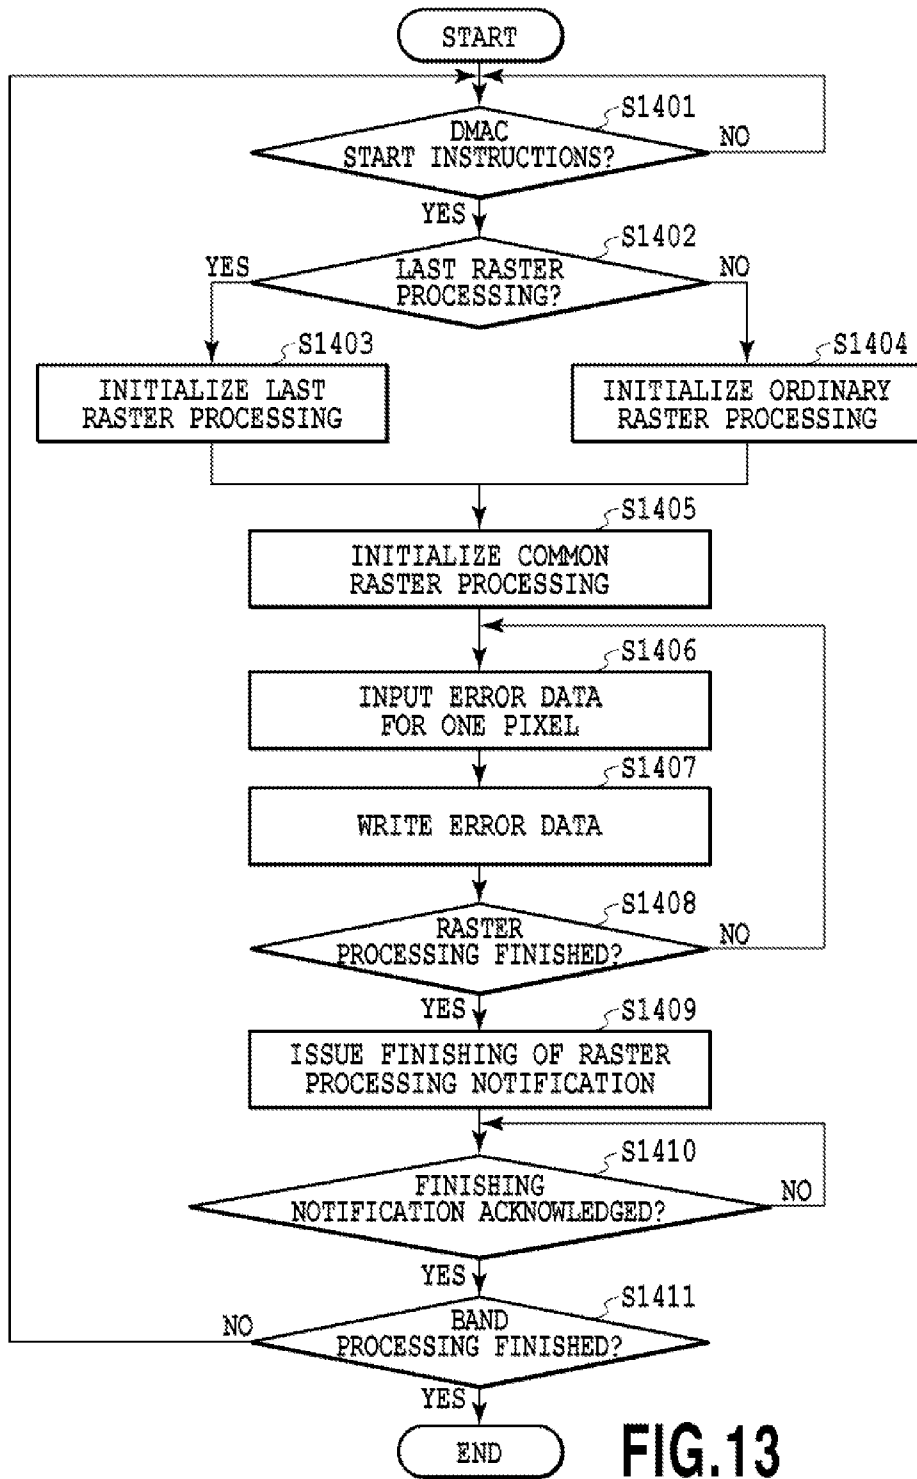 START
S1401
DMAC
START INSTRUCTIONS?
NO
YES
S1402
YES
LAST RASTER
PROCESSING?
NO
S1403
S1404
INITIALIZE LAST
RASTER PROCESSING
INITIALIZE ORDINARY
RASTER PROCESSING
S1405
INITIALIZE COMMON
RASTER PROCESSING
S1406
INPUT ERROR DATA
FOR ONE PIXEL
S1407
WRITE ERROR DATA
S1408
RASTER
PROCESSING FINISHED?
NO
YES
S1409
ISSUE FINISHING OF RASTER
PROCESSING NOTIFICATION
S1410
FINISHING
NOTIFICATION ACKNOWLEDGED?
NO
YES
S1411
NO
BAND
PROCESSING FINISHED?
YES
END
FIG.13